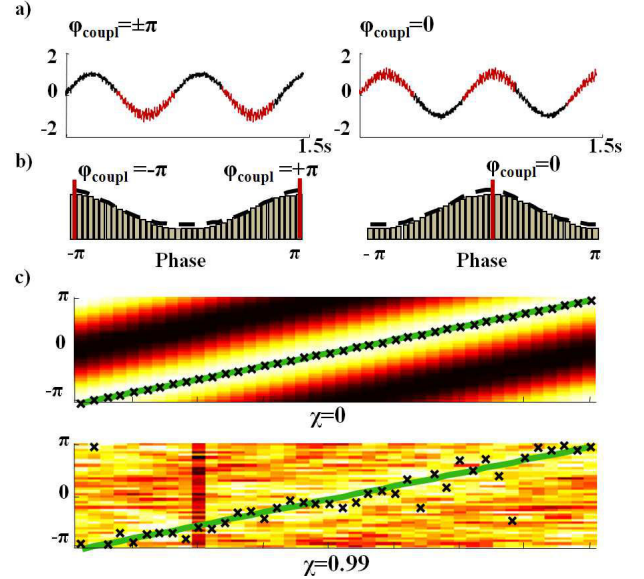 a)
φcoupl=±π
φcoupl=0
2
0
-2
1.5s
2
0
-2
1.5s
b)
φcoupl=-π
φcoupl=+π
φcoupl=0
-π
Phase
π
- π
Phase
π
c)
π
0
-π
χ=0
π
0
-π
χ=0.99